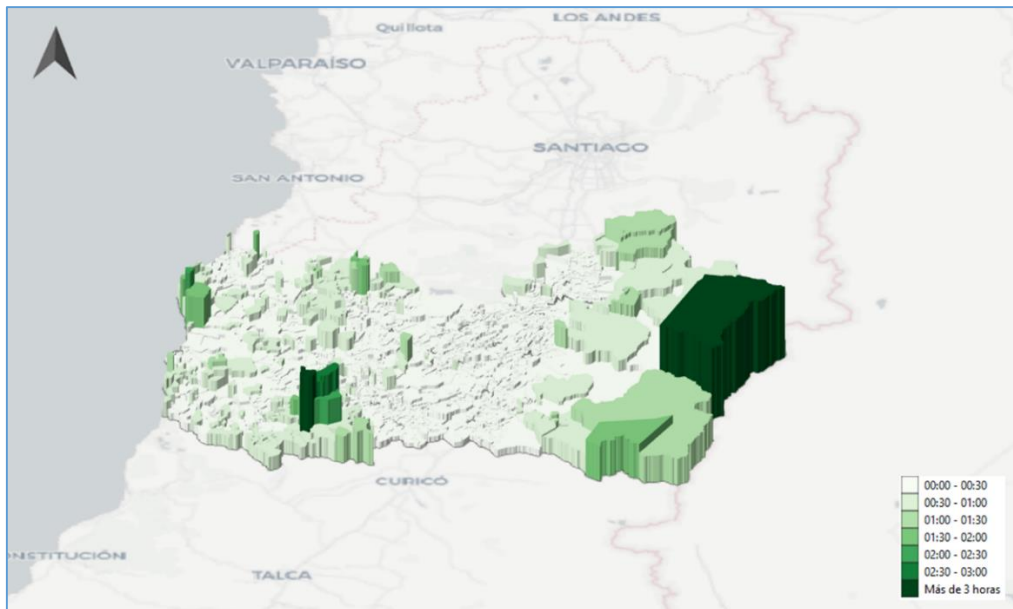 LOS ANDES
Quillota
VALPARAÍSO
SANTIAGO
SAN ANTONIO
CURICÓ
ONSTITUCIÓN
TALCA
00:00 - 00:30
00:30 - 01:00
01:00 - 01:30
01:30 - 02:00
02:00 - 02:30
02:30 - 03:00
Más de 3 horas